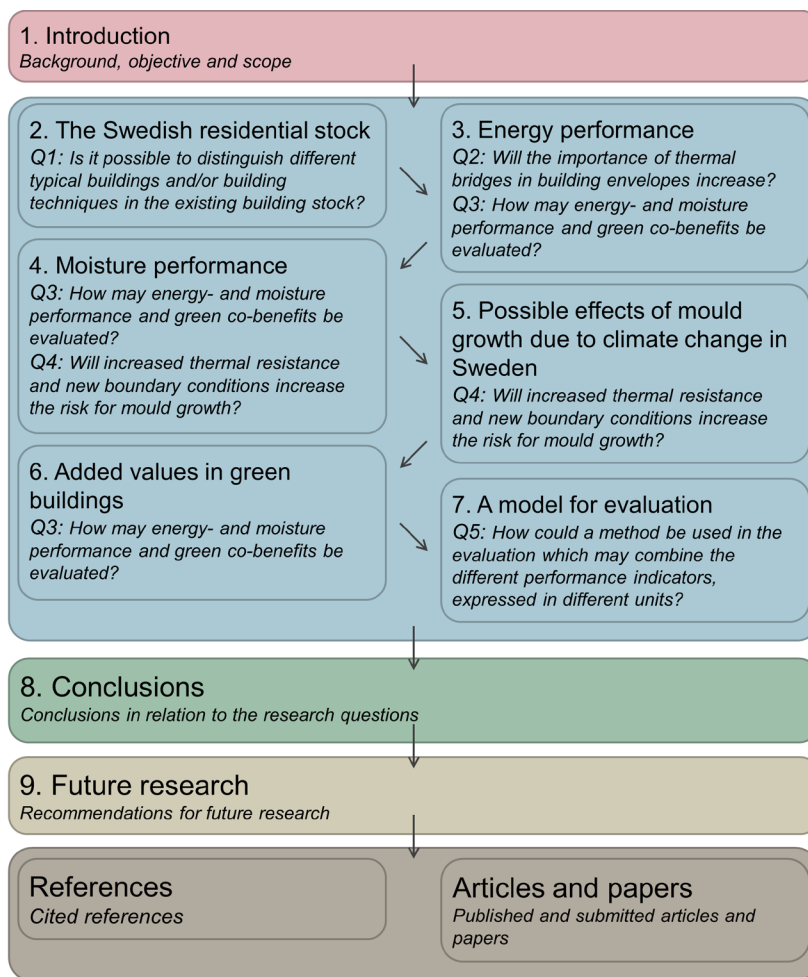 1. Introduction
Background, objective and scope
2. The Swedish residential stock
Q1: Is it possible to distinguish different
typical buildings and/or building
techniques in the existing building stock?
3. Energy performance
Q2: Will the importance of thermal
bridges in building envelopes increase?
Q3: How may energy- and moisture
performance and green co-benefits be
evaluated?
4. Moisture performance
Q3: How may energy- and moisture
performance and green co-benefits be
evaluated?
Q4: Will increased thermal resistance
and new boundary conditions increase
the risk for mould growth?
5. Possible effects of mould
growth due to climate change in
Sweden
Q4: Will increased thermal resistance
and new boundary conditions increase
the risk for mould growth?
6. Added values in green
buildings
Q3: How may energy- and moisture
performance and green co-benefits be
evaluated?
7. A model for evaluation
Q5: How could a method be used in the
evaluation which may combine the
different performance indicators,
expressed in different units?
8. Conclusions
Conclusions in relation to the research questions
9. Future research
Recommendations for future research
References
Cited references
Articles and papers
Published and submitted articles and
papers